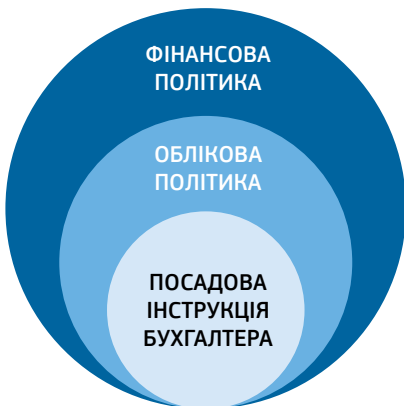 ФІНАНСОВА
ПОЛІТИКА
ОБЛІКОВА
ПОЛІТИКА
ПОСАДОВА
ІНСТРУКЦІЯ
БУХГАЛТЕРА